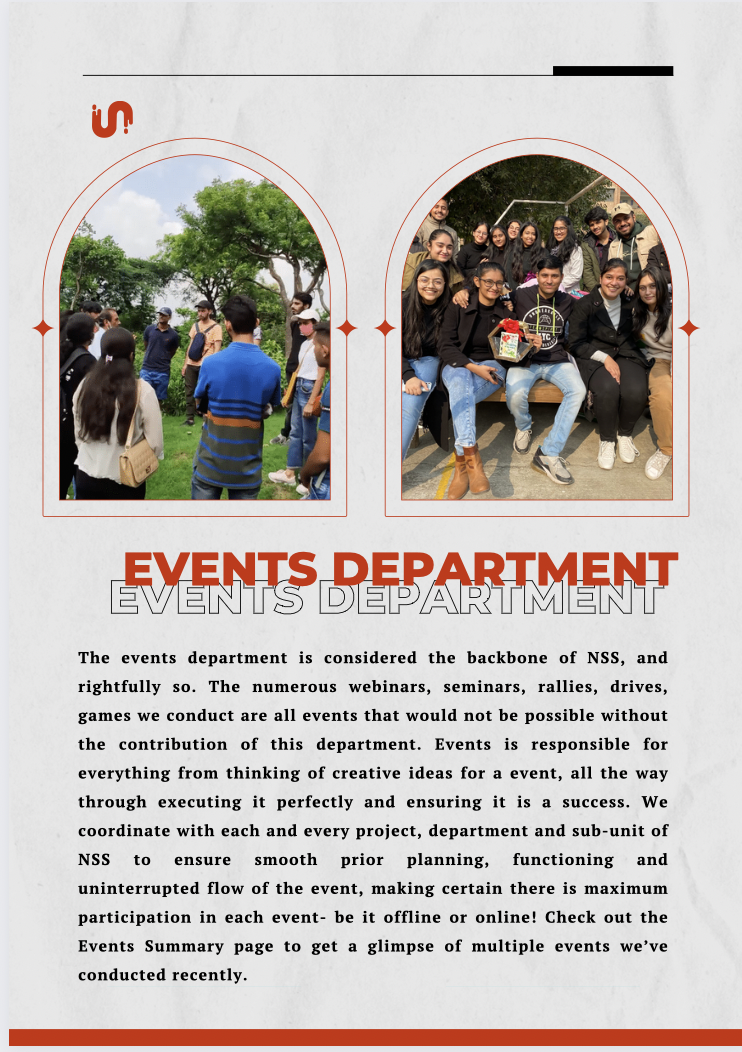 EVENTS DEPARTMENT
EVENTS DEPARTMENT
The events department is considered the backbone of NSS, and
rightfully so. The numerous webinars, seminars, rallies, drives,
games we conduct are all events that would not be possible without
the contribution of this department. Events is responsible for
everything from thinking of creative ideas for a event, all the way
through executing it perfectly and ensuring it is a success. We
coordinate with each and every project, department and sub-unit of
NSS to ensure smooth prior planning, functioning and
uninterrupted flow of the event, making certain there is maximum
participation in each event- be it offline or online! Check out the
Events Summary page to get a glimpse of multiple events we've
conducted recently.